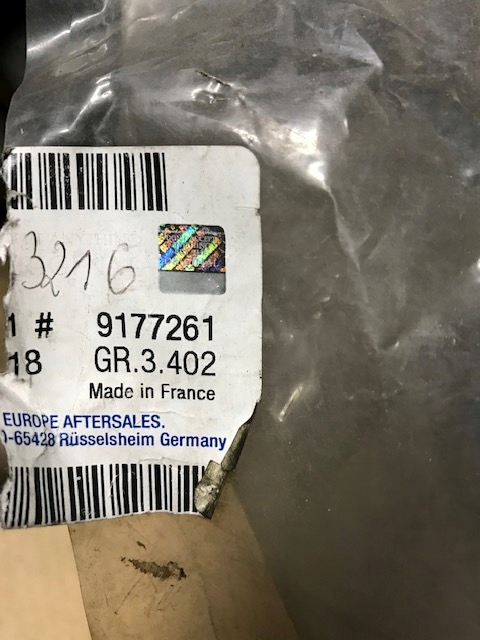 3216
1 # 9177261
18 GR.3.402
Made in France
EUROPE AFTERSALES.
-65428 Rüsselsheim Germany